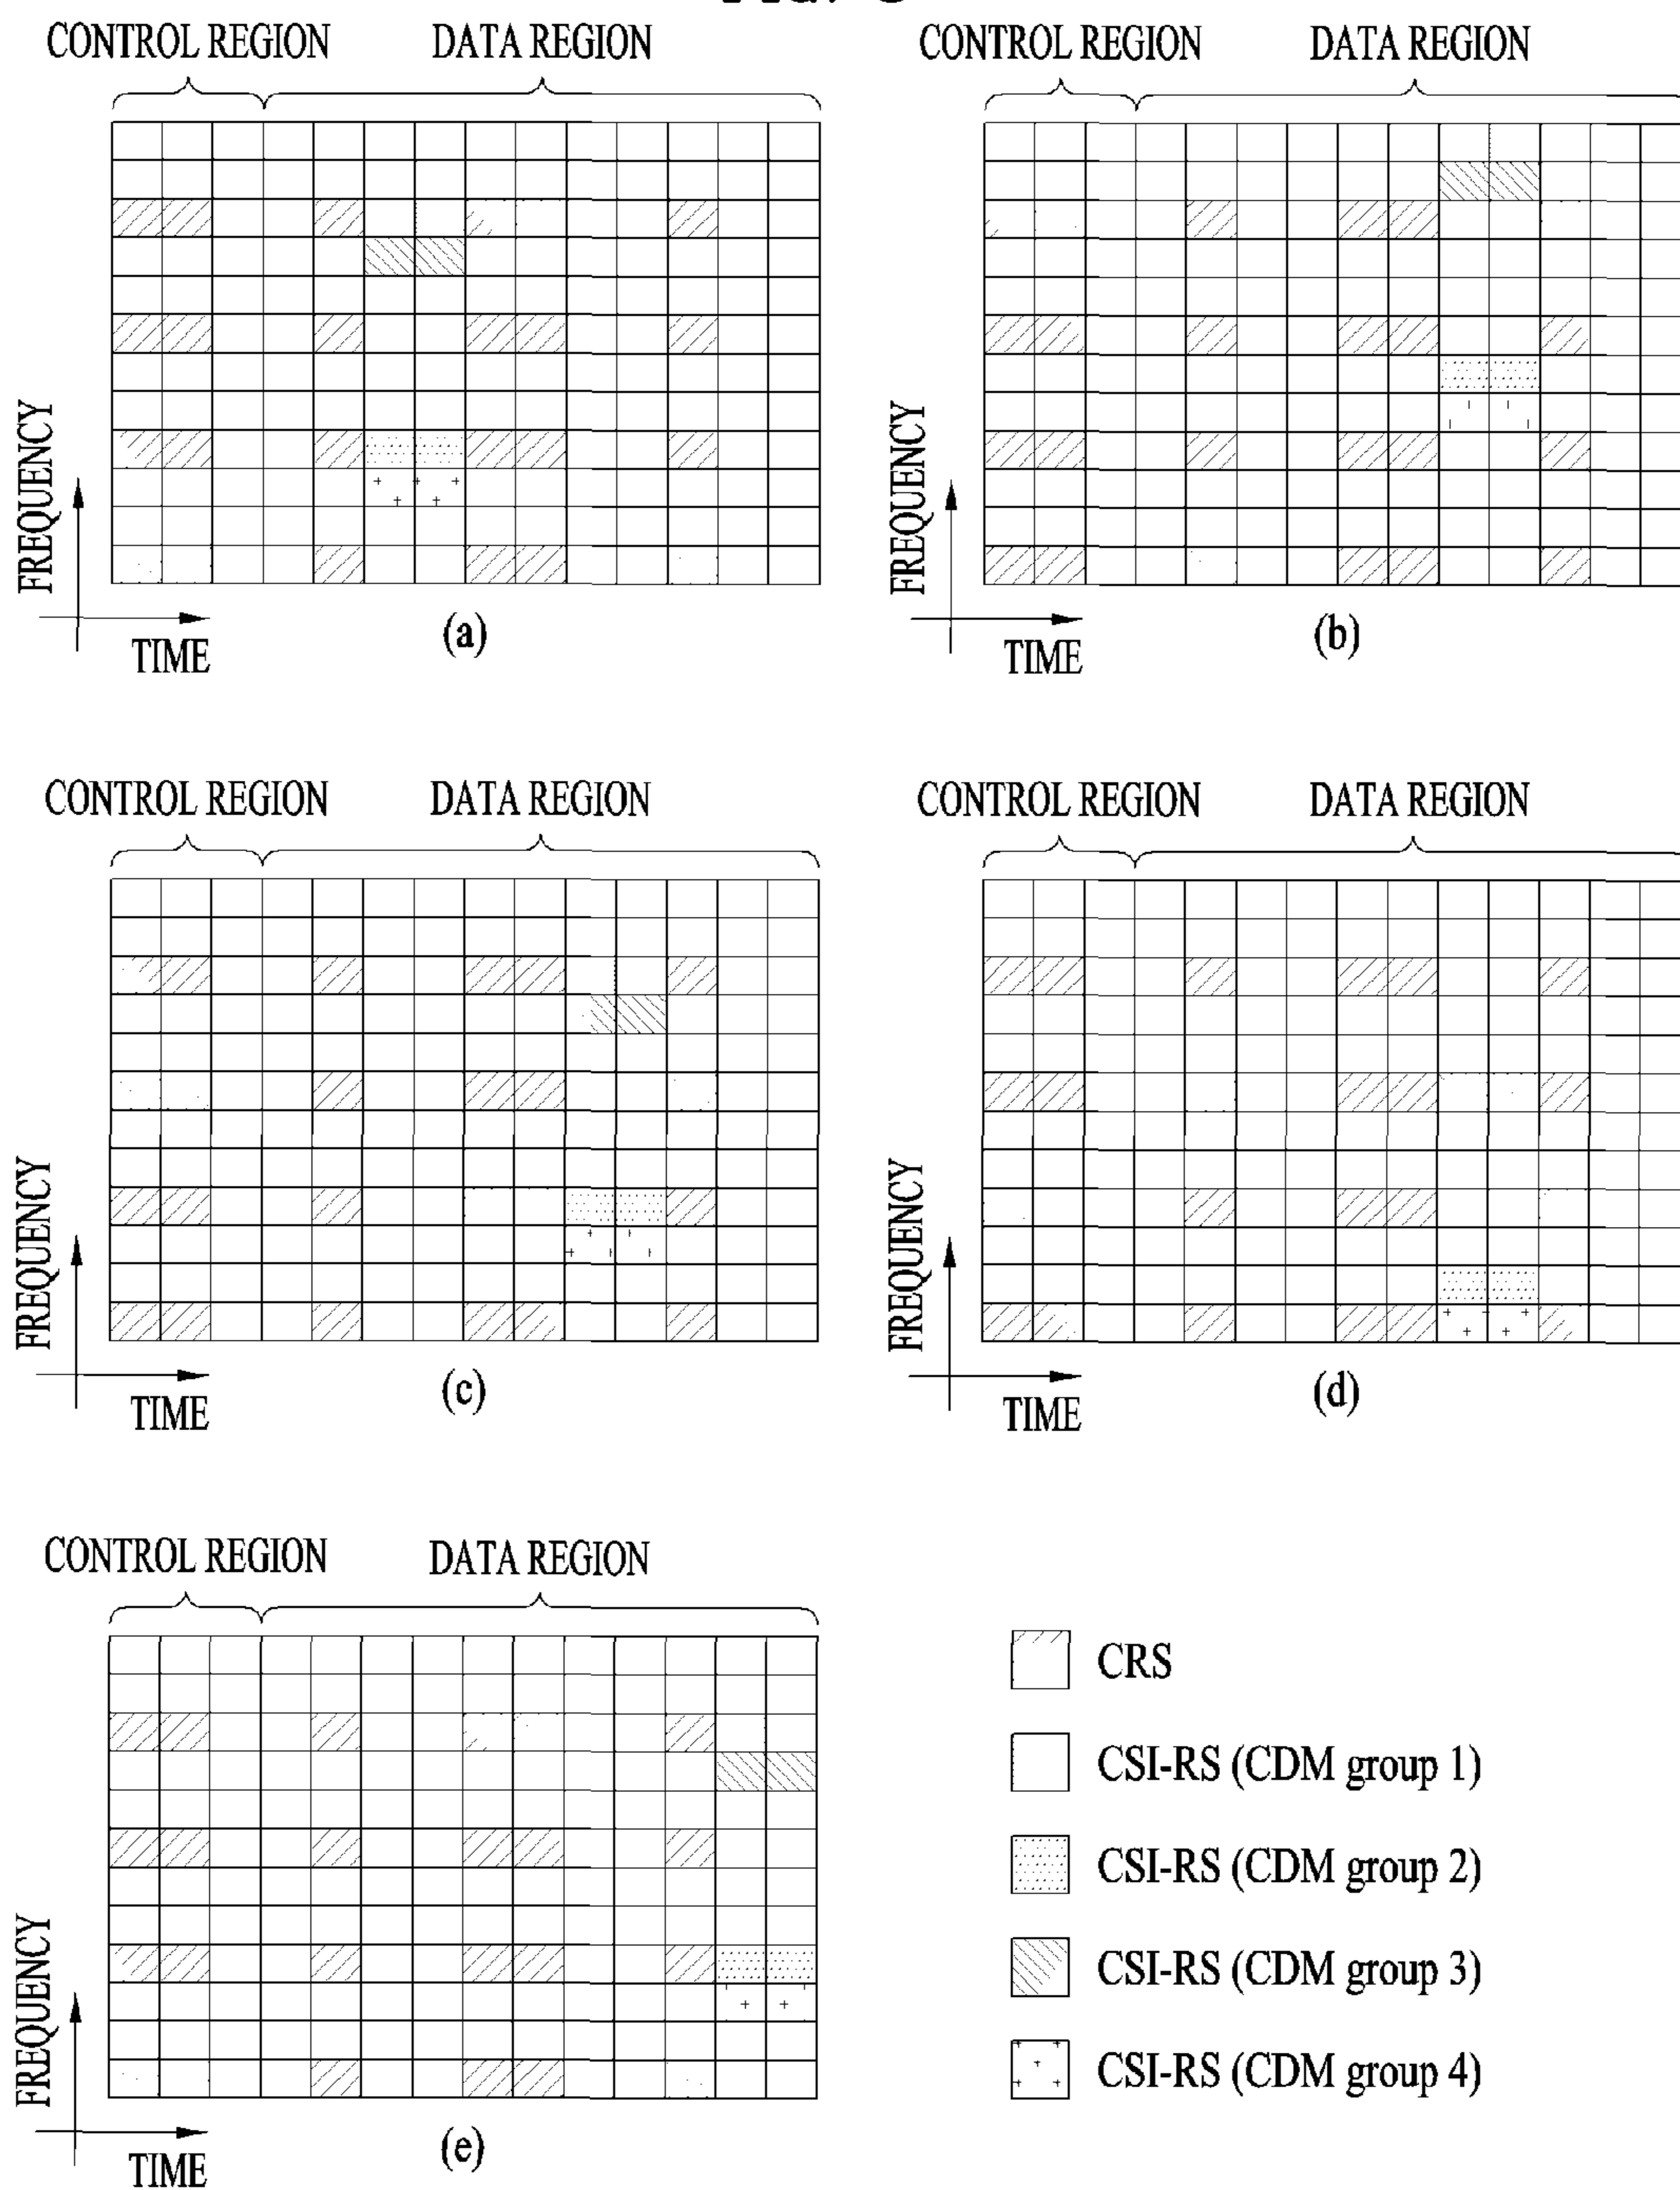 CONTROL REGION DATA REGION
CONTROL REGION DATA REGION
FREQUENCY
TIME
(a)
FREQUENCY
TIME
(b)
CONTROL REGION DATA REGION
CONTROL REGION DATA REGION
FREQUENCY
TIME
(c)
FREQUENCY
TIME
(d)
CONTROL REGION DATA REGION
FREQUENCY
TIME
(e)
CRS
CSI-RS (CDM group 1)
CSI-RS (CDM group 2)
CSI-RS (CDM group 3)
CSI-RS (CDM group 4)